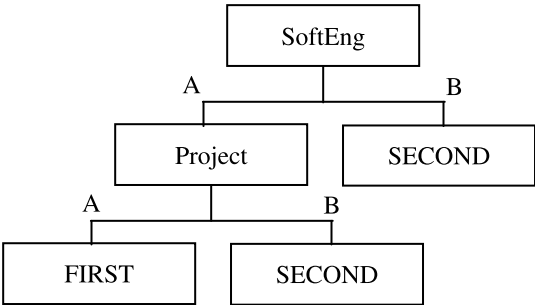 SoftEng
A
B
Project
SECOND
A
B
FIRST
SECOND